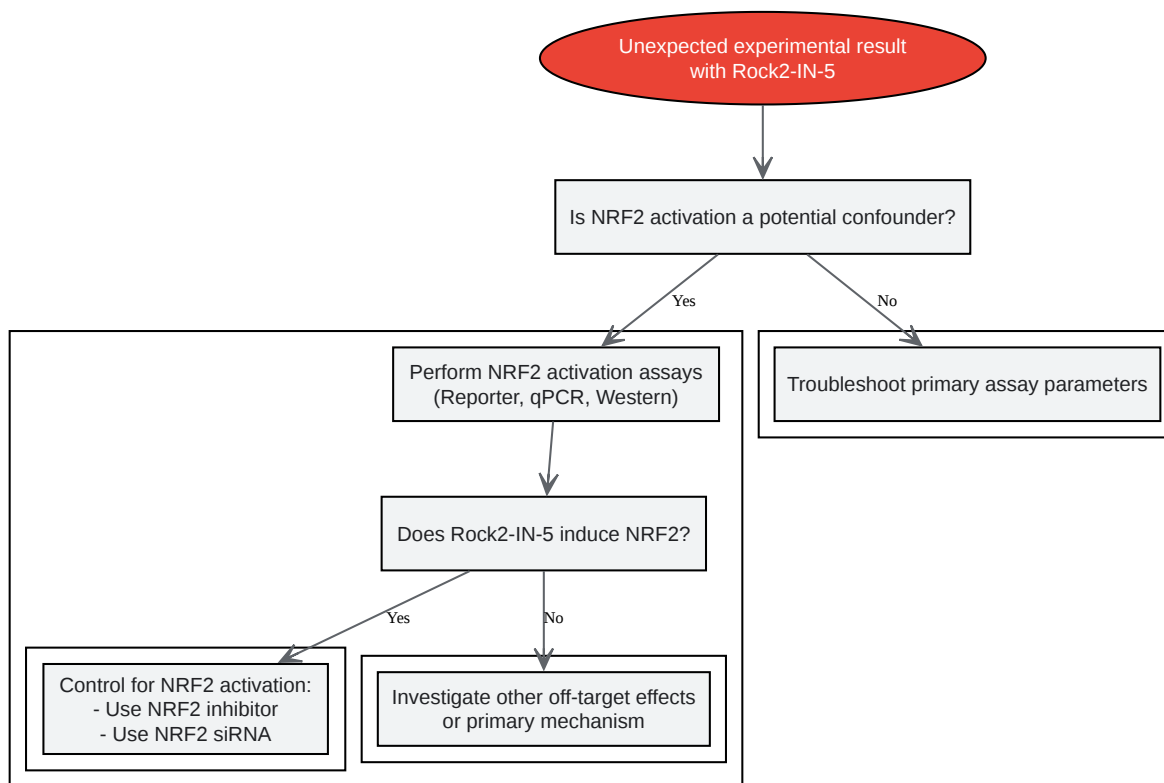 Unexpected experimental result
with Rock2-IN-5
Is NRF2 activation a potential confounder?
Yes
No
Perform NRF2 activation assays
(Reporter, qPCR, Western)
Troubleshoot primary assay parameters
Does Rock2-IN-5 induce NRF2?
Yes
No
Control for NRF2 activation:
- Use NRF2 inhibitor
- Use NRF2 siRNA
Investigate other off-target effects
or primary mechanism